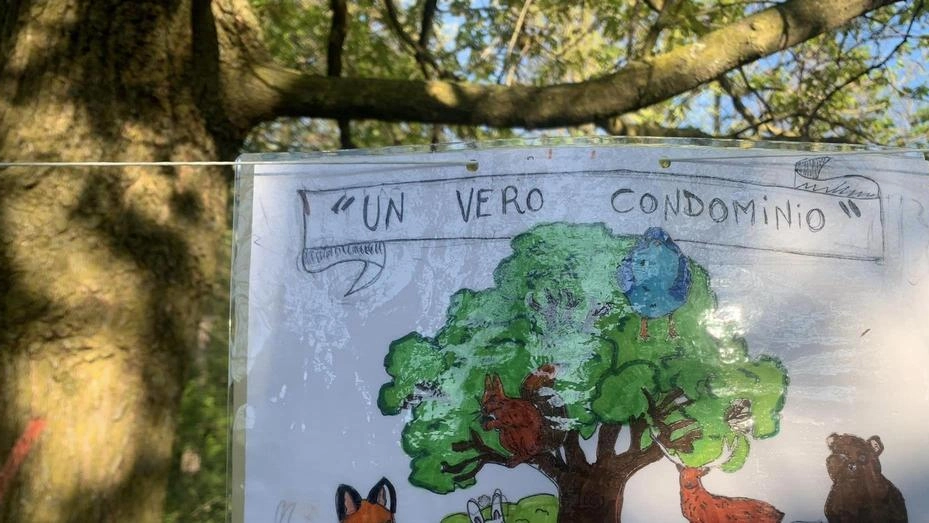 "UN VERO CONDOMINIO"